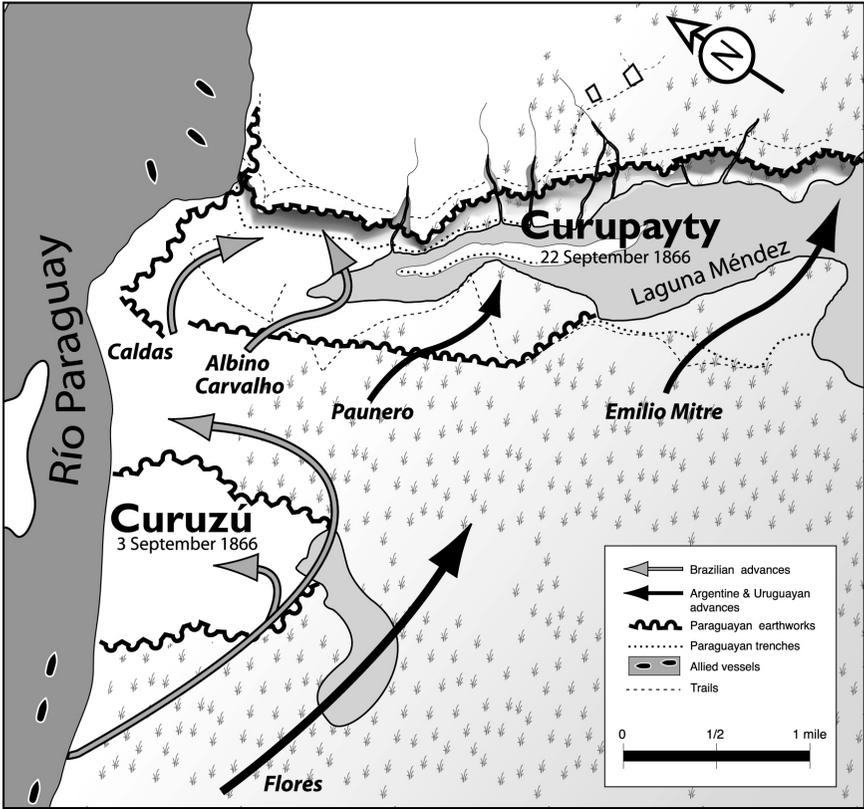 N
Curupayty
22 September 1866
Laguna Méndez
Río Paraguay
Caldas
Albino
Carvalho
Paunero
Emilio Mitre
Curuzú
3 September 1866
Flores
Brazilian advances
Argentine & Uruguayan
advances
Paraguayan earthworks
Paraguayan trenches
Allied vessels
Trails
0 1/2 1 mile